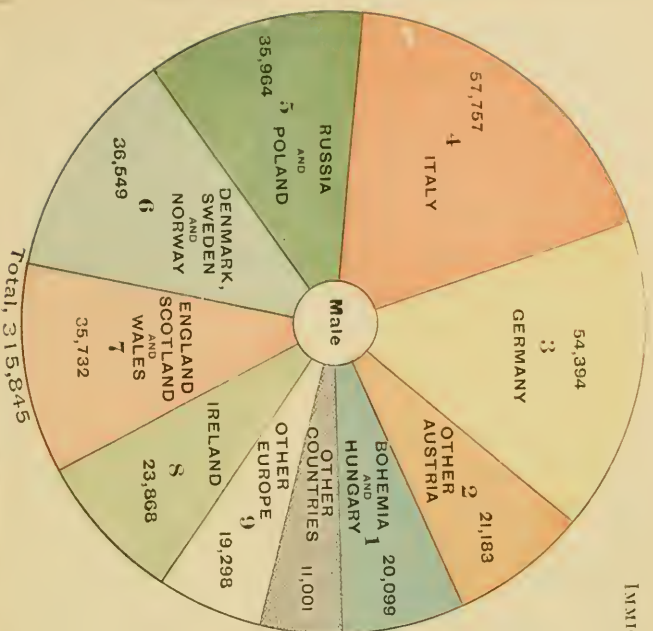 57,757
4
ITALY
54,394
3
GERMANY
21,183
2
OTHER
AUSTRIA
20,099
1
BOHEMIA
AND
HUNGARY
11,001
OTHER
COUNTRIES
19,298
9
OTHER
EUROPE
23,868
8
IRELAND
ENGLAND
SCOTLAND
AND
WALES
7
35,732
DENMARK,
SWEDEN
AND
NORWAY
6
36,549
RUSSIA
AND
POLAND
5
35,964
Male
Total, 315,845
IMMI